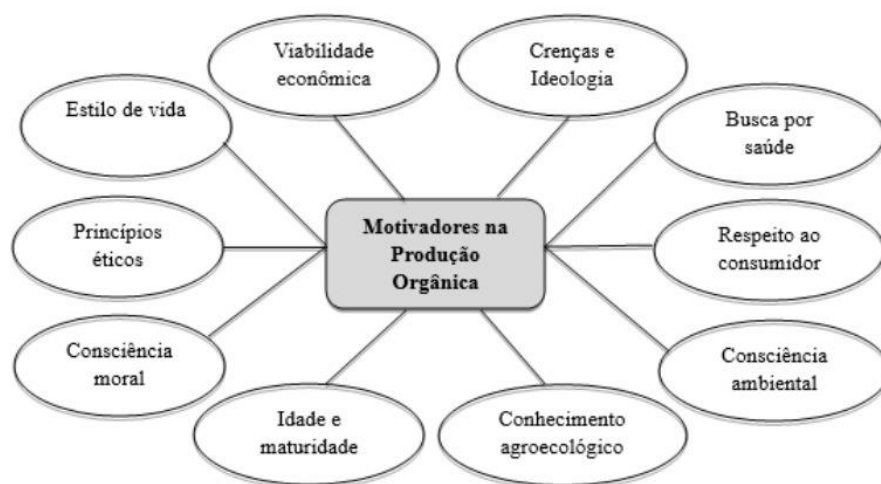 Viabilidade
econômica
Crenças e
Ideologia
Estilo de vida
Busca por
saúde
Motivadores na
Produção
Orgânica
Princípios
éticos
Respeito ao
consumidor
Consciência
moral
Consciência
ambiental
Idade e
maturidade
Conhecimento
agroecológico